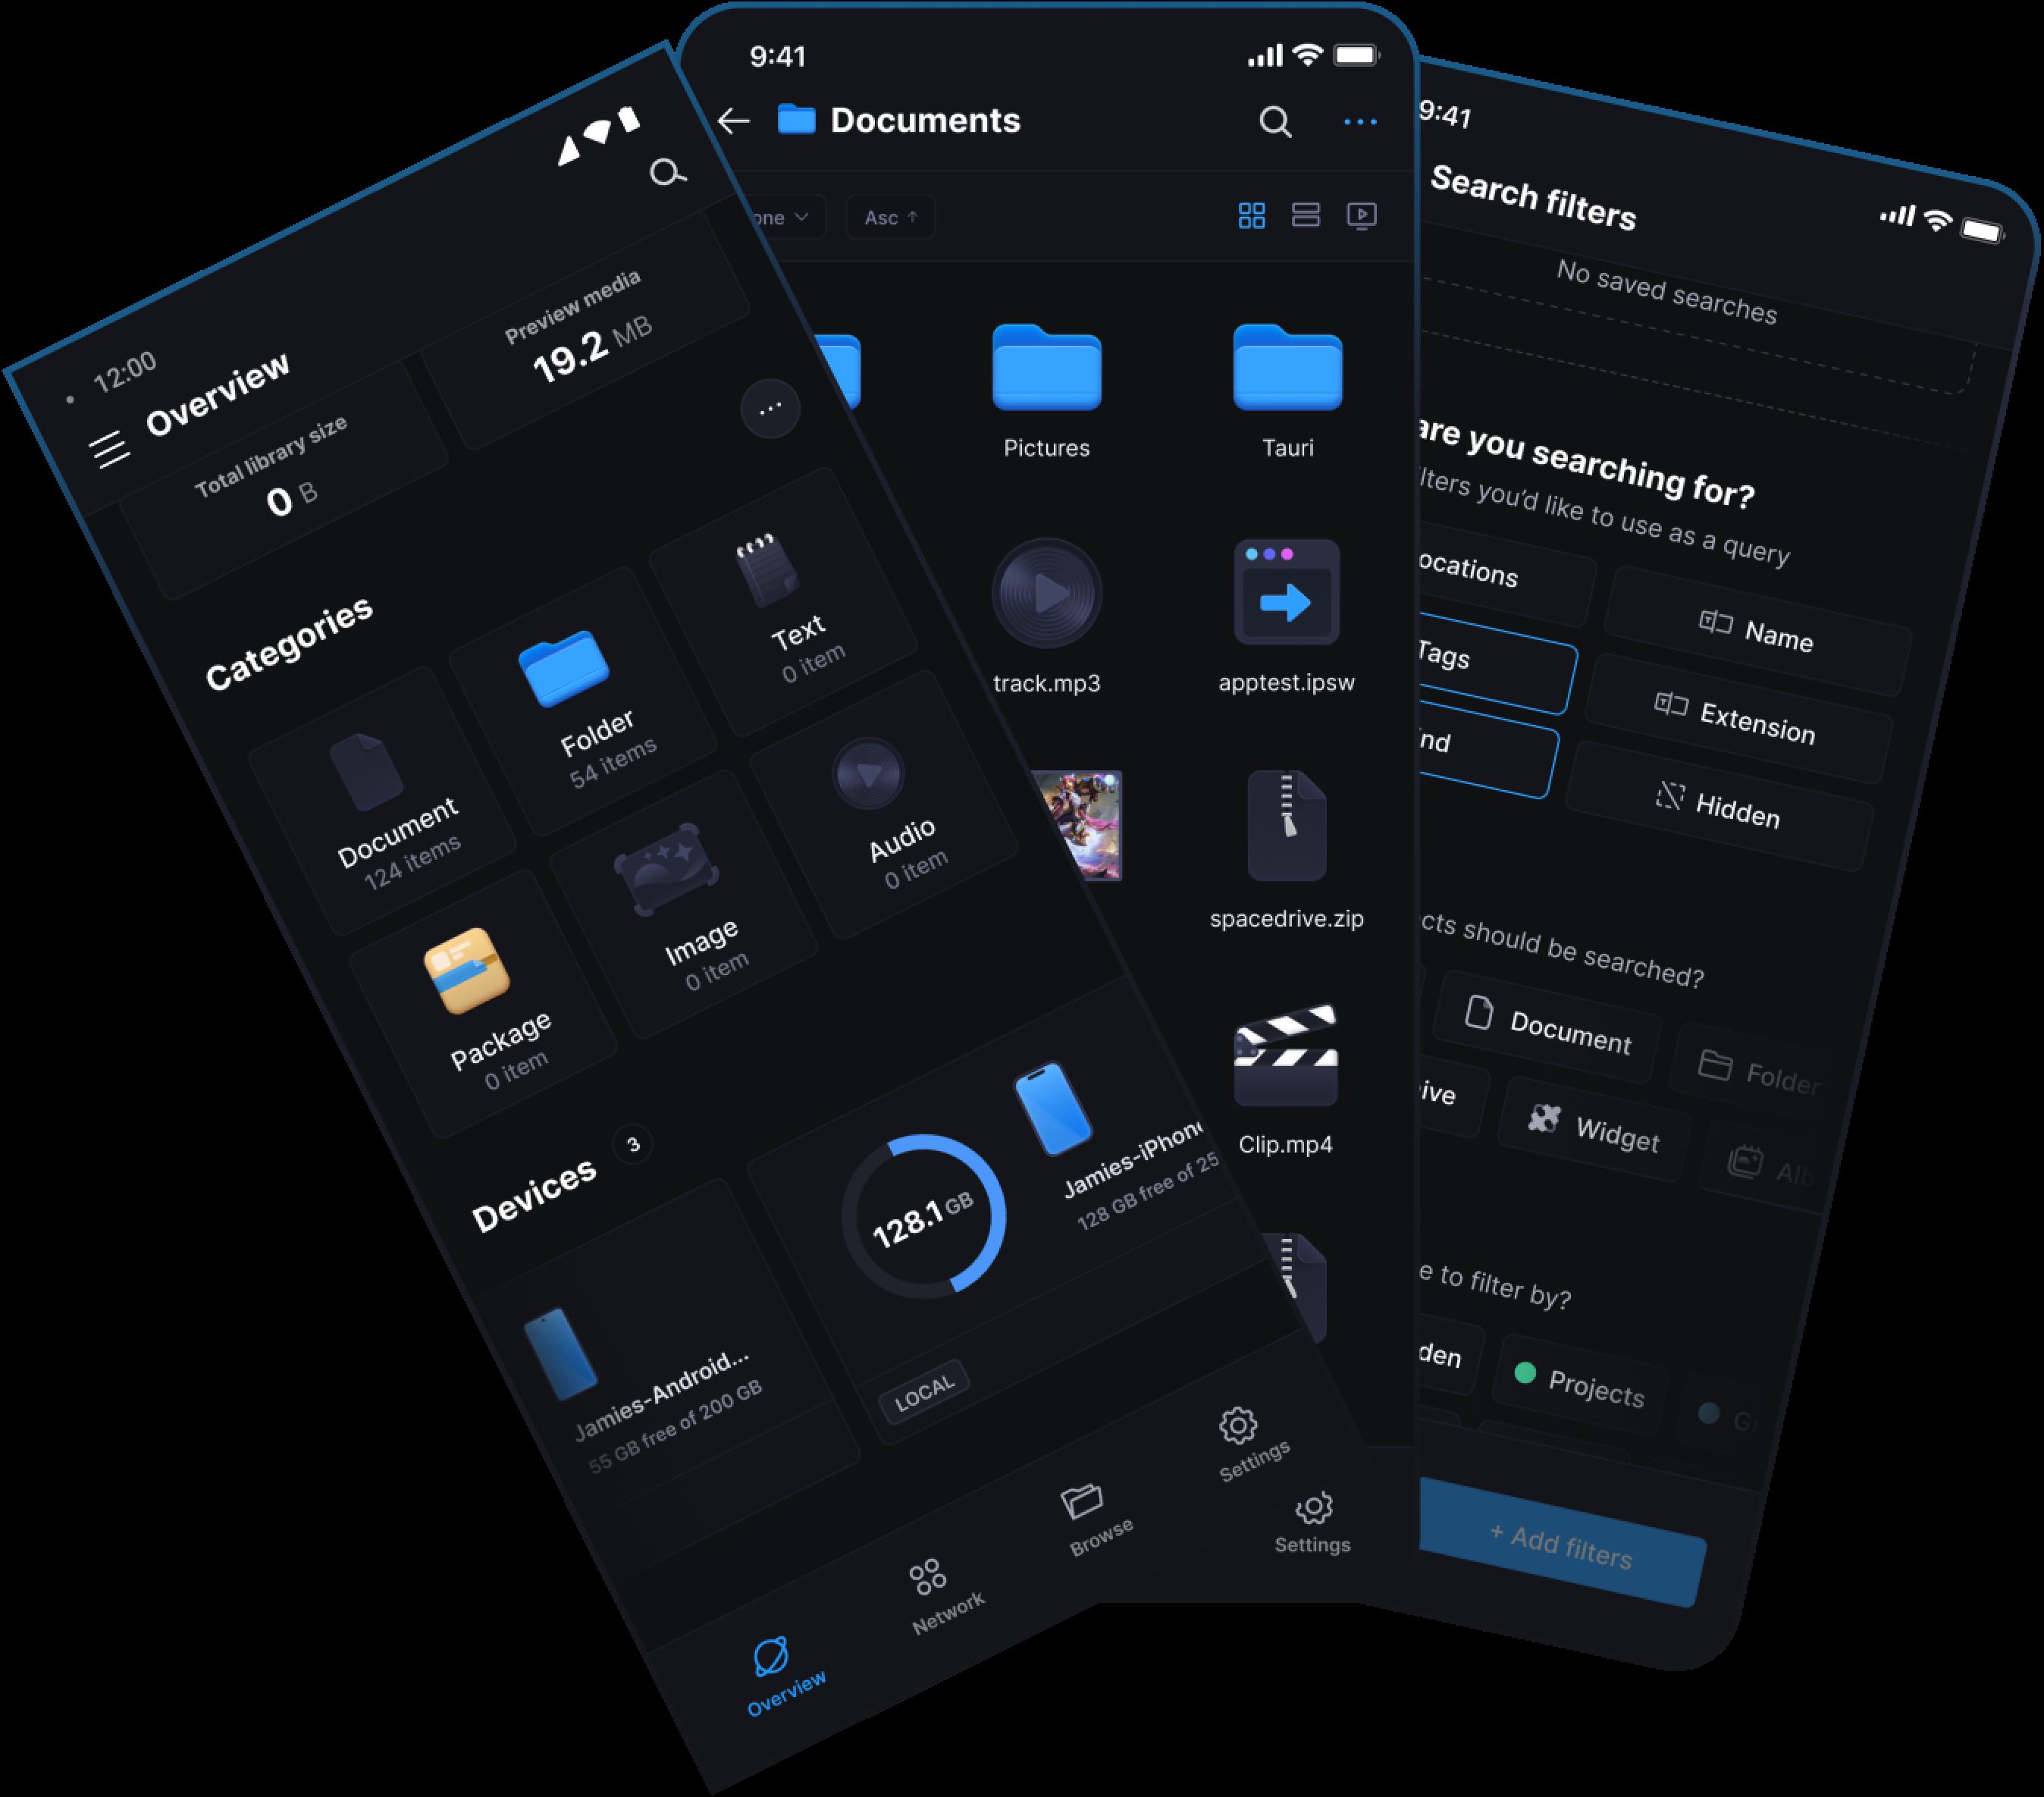 12:00
Overview
Total library size
0 B
Preview media
19.2 MB
Categories
Document
124 items
Folder
54 items
Text
0 item
Package
0 item
Image
0 item
Audio
0 item
Devices
3
Jamies-Android...
55 GB free of 200 GB
128.1 GB
Jamies-iPhone
128 GB free of 25
LOCAL
Overview
Network
Browse
Settings
9:41
Documents
one
Asc ↑
Pictures
Tauri
track.mp3
apptest.ipsw
spacedrive.zip
Clip.mp4
Settings
9:41
Search filters
No saved searches
are you searching for?
lters you'd like to use as a query
ocations
Name
Tags
Extension
nd
Hidden
cts should be searched?
Document
Folder
ive
Widget
Alb
e to filter by?
den
Projects
+ Add filters